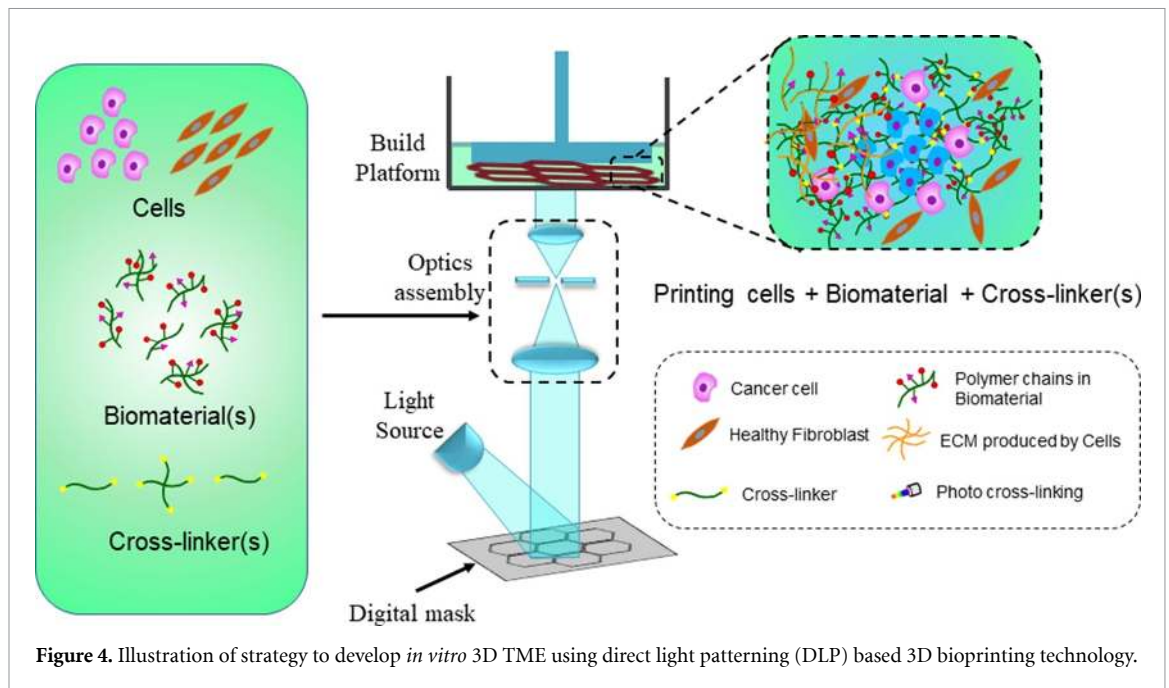 Cells
Biomaterial(s)
Cross-linker(s)
Build
Platform
Optics
assembly
Light
Source
Digital mask
Printing cells + Biomaterial + Cross-linker(s)
Cancer cell
Polymer chains in
Biomaterial
Healthy Fibroblast
ECM produced by Cells
Cross-linker
Photo cross-linking
Figure 4. Illustration of strategy to develop in vitro 3D TME using direct light patterning (DLP) based 3D bioprinting technology.